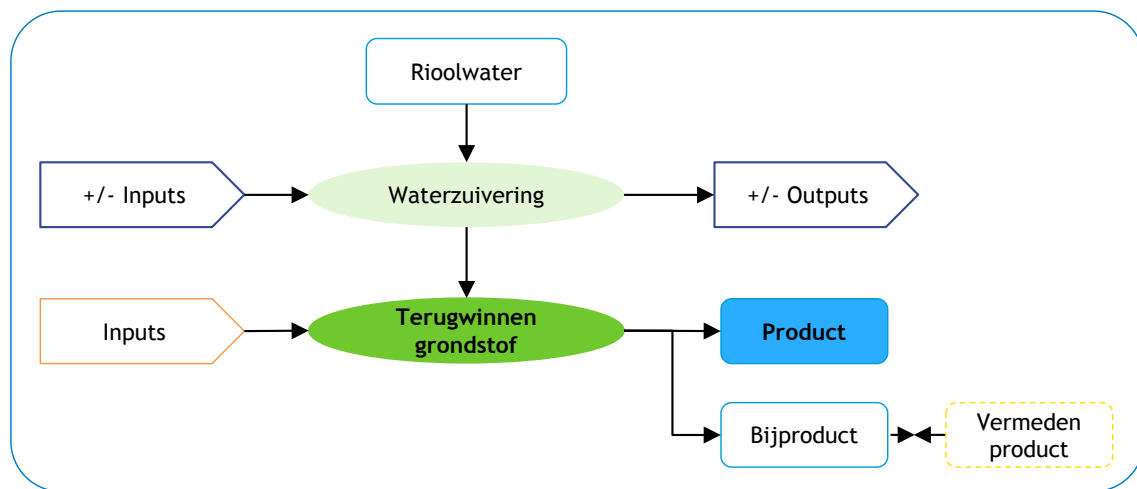 Rioolwater
+/- Inputs
Waterzuivering
+/- Outputs
Inputs
Terugwinnen
grondstof
Product
Bijproduct
Vermeden
product